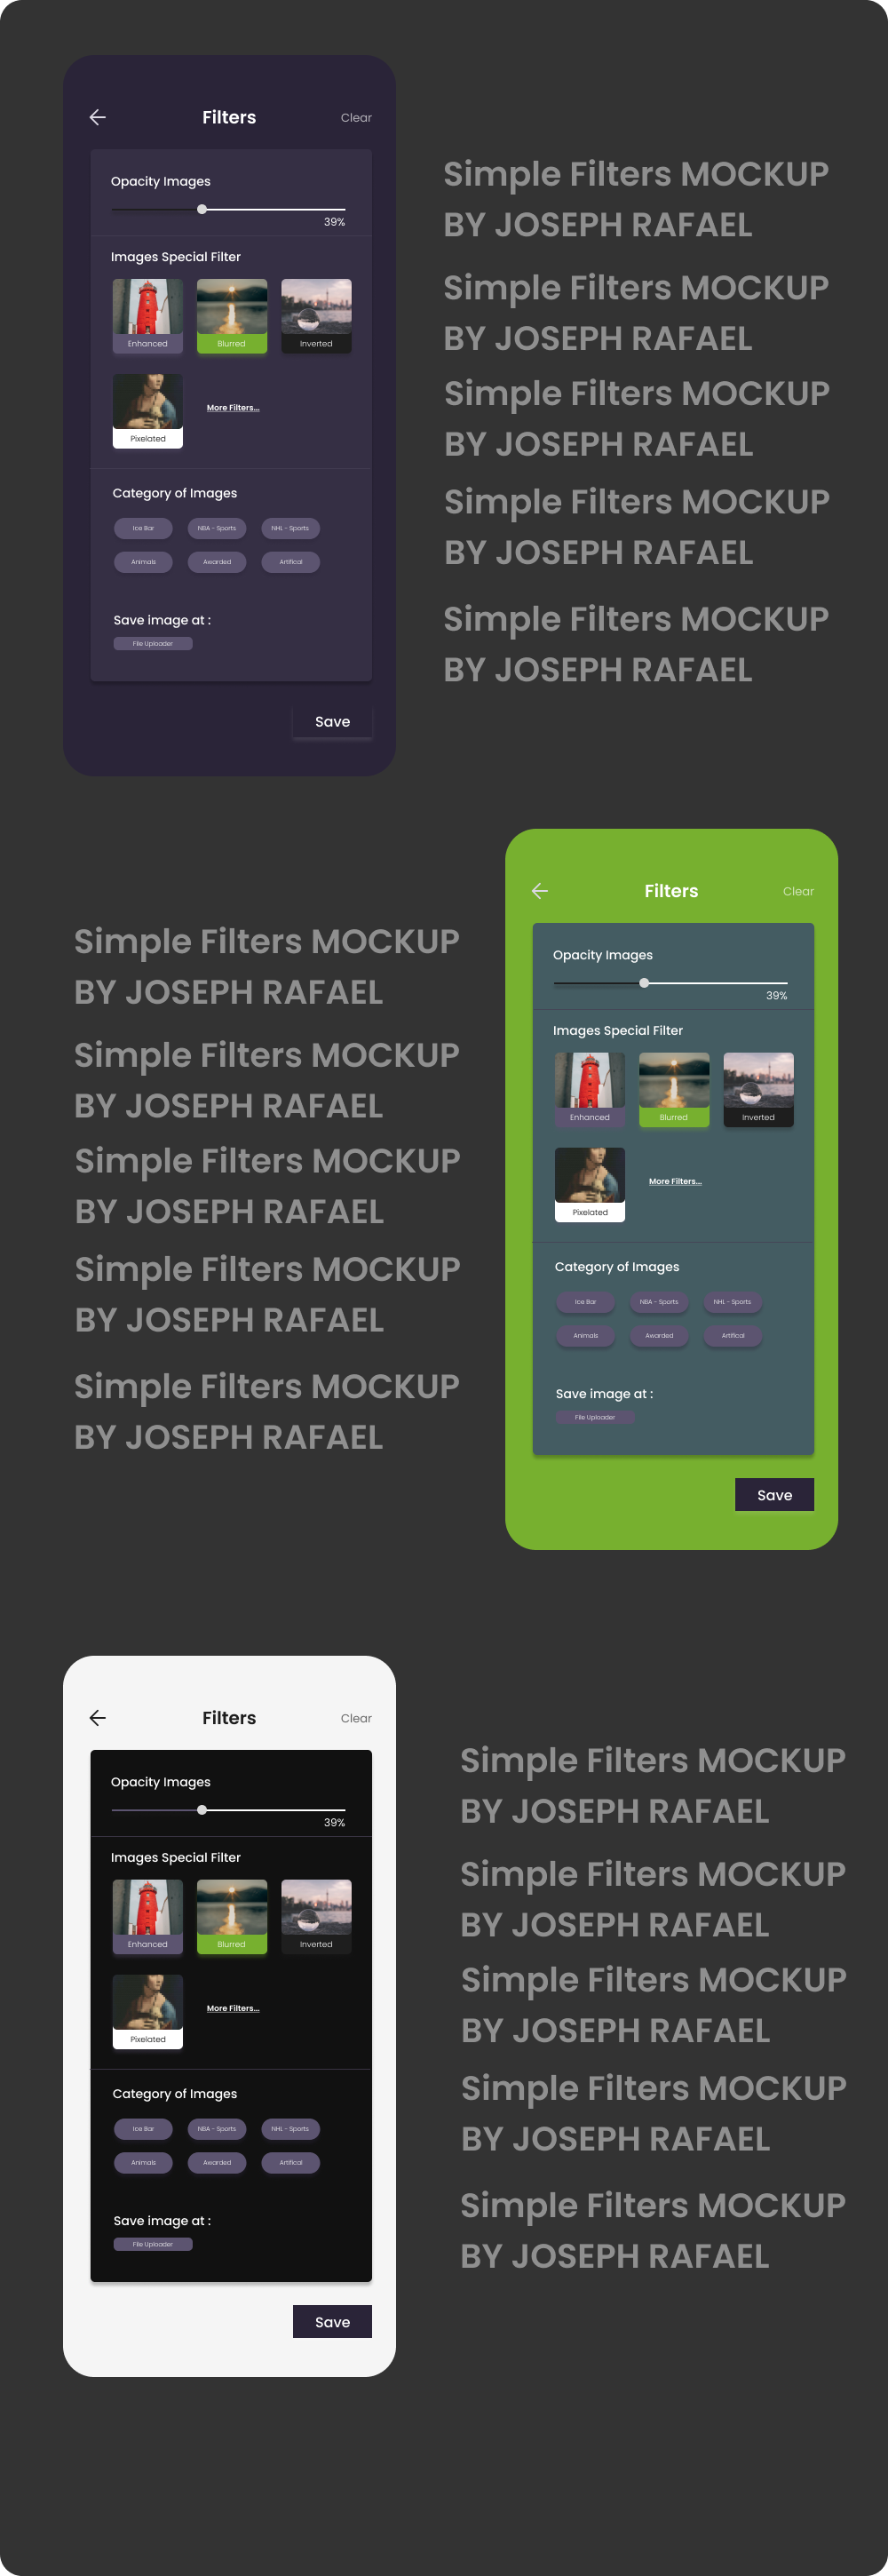 Filters Clear
Opacity Images
39%
Images Special Filter
Enhanced Blurred Inverted
Pixelated More Filters...
Category of Images
Ice Bar NBA - Sports NHL - Sports
Animals Awarded Artifical
Save image at :
File Uploader
Save
Simple Filters MOCKUP
BY JOSEPH RAFAEL
Simple Filters MOCKUP
BY JOSEPH RAFAEL
Simple Filters MOCKUP
BY JOSEPH RAFAEL
Simple Filters MOCKUP
BY JOSEPH RAFAEL
Simple Filters MOCKUP
BY JOSEPH RAFAEL
Simple Filters MOCKUP
BY JOSEPH RAFAEL
Simple Filters MOCKUP
BY JOSEPH RAFAEL
Simple Filters MOCKUP
BY JOSEPH RAFAEL
Simple Filters MOCKUP
BY JOSEPH RAFAEL
Simple Filters MOCKUP
BY JOSEPH RAFAEL
Filters Clear
Opacity Images
39%
Images Special Filter
Enhanced Blurred Inverted
Pixelated More Filters...
Category of Images
Ice Bar NBA - Sports NHL - Sports
Animals Awarded Artifical
Save image at :
File Uploader
Save
Filters Clear
Opacity Images
39%
Images Special Filter
Enhanced Blurred Inverted
Pixelated More Filters...
Category of Images
Ice Bar NBA - Sports NHL - Sports
Animals Awarded Artifical
Save image at :
File Uploader
Save
Simple Filters MOCKUP
BY JOSEPH RAFAEL
Simple Filters MOCKUP
BY JOSEPH RAFAEL
Simple Filters MOCKUP
BY JOSEPH RAFAEL
Simple Filters MOCKUP
BY JOSEPH RAFAEL
Simple Filters MOCKUP
BY JOSEPH RAFAEL